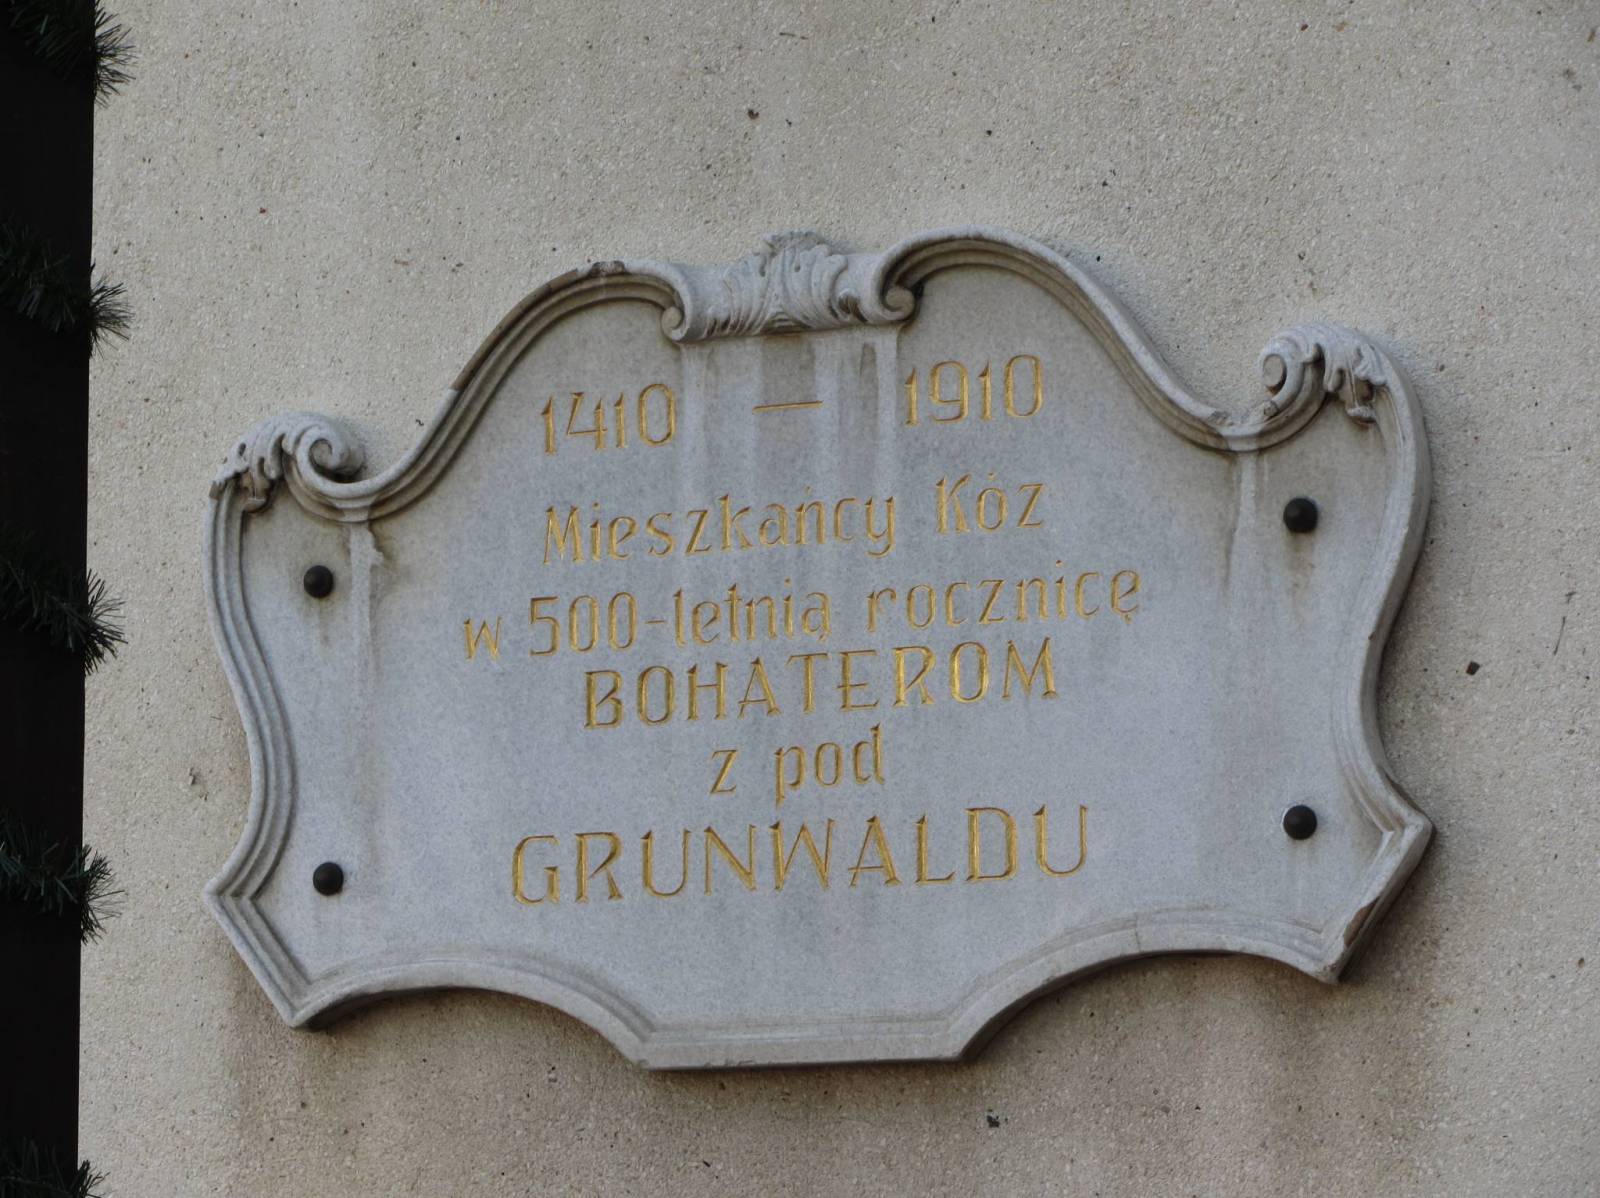 1410 — 1910
Mieszkańcy Kóz
w 500-letnią rocznicę
BOHATEROM
z pod
GRUNWALDU